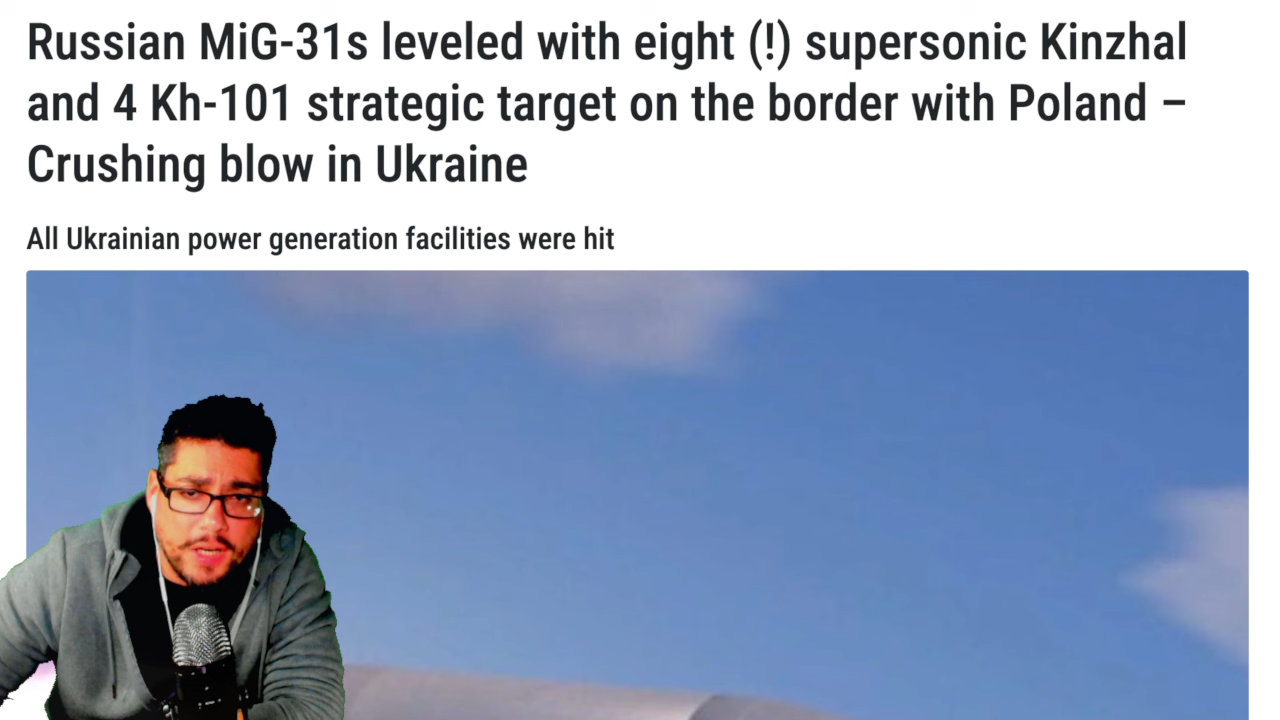 Russian MiG-31s leveled with eight (!) supersonic Kinzhal
and 4 Kh-101 strategic target on the border with Poland –
Crushing blow in Ukraine
All Ukrainian power generation facilities were hit